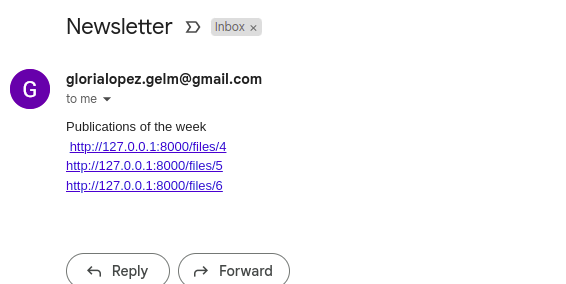 Newsletter
Inbox ×
G
glorialopez.gelm@gmail.com
to me
Publications of the week
http://127.0.0.1:8000/files/4
http://127.0.0.1:8000/files/5
http://127.0.0.1:8000/files/6
Reply
Forward